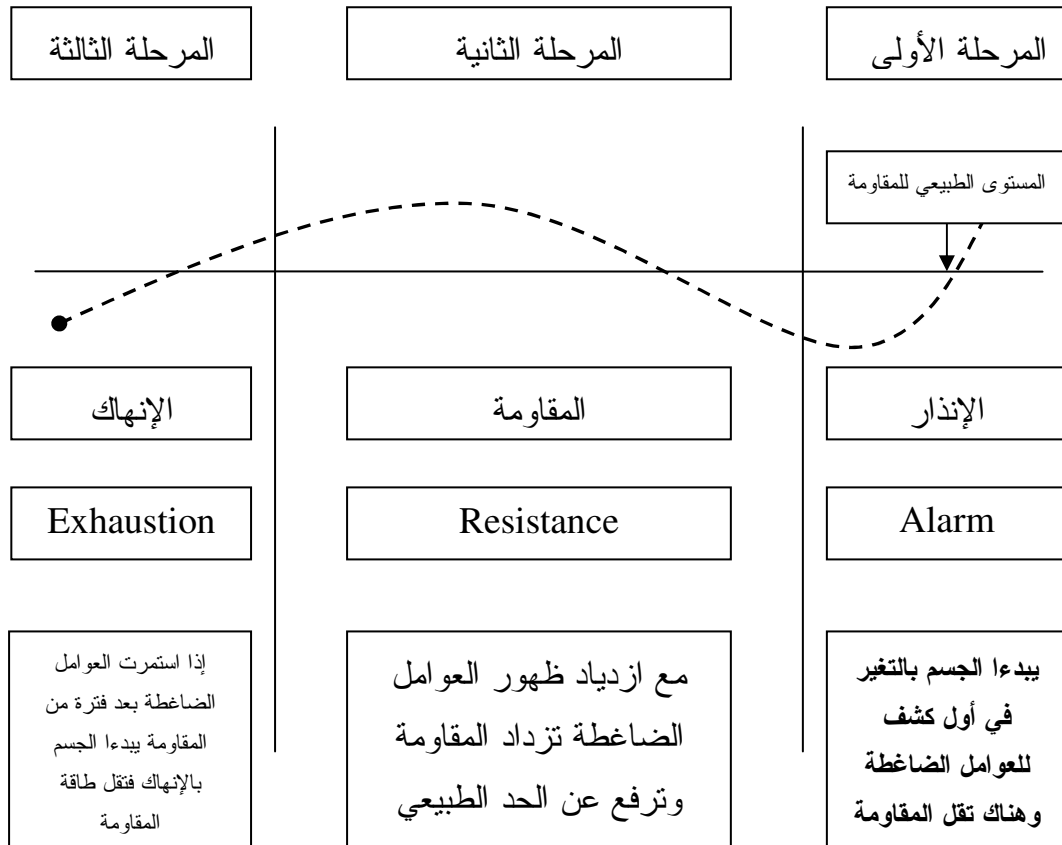 المرحلة الأولى
المرحلة الثانية
المرحلة الثالثة
المستوى الطبيعي للمقاومة
الإنذار
المقاومة
الإنهاك
Alarm
Resistance
Exhaustion
يبدءا الجسم بالتغير
في أول كشف
للعوامل الضاغطة
وهناك تقل المقاومة
مع ازدياد ظهور العوامل
الضاغطة تزداد المقاومة
وترفع عن الحد الطبيعي
إذا استمرت العوامل
الضاغطة بعد فترة من
المقاومة يبدءا الجسم
بالإنهاك فتقل طاقة
المقاومة